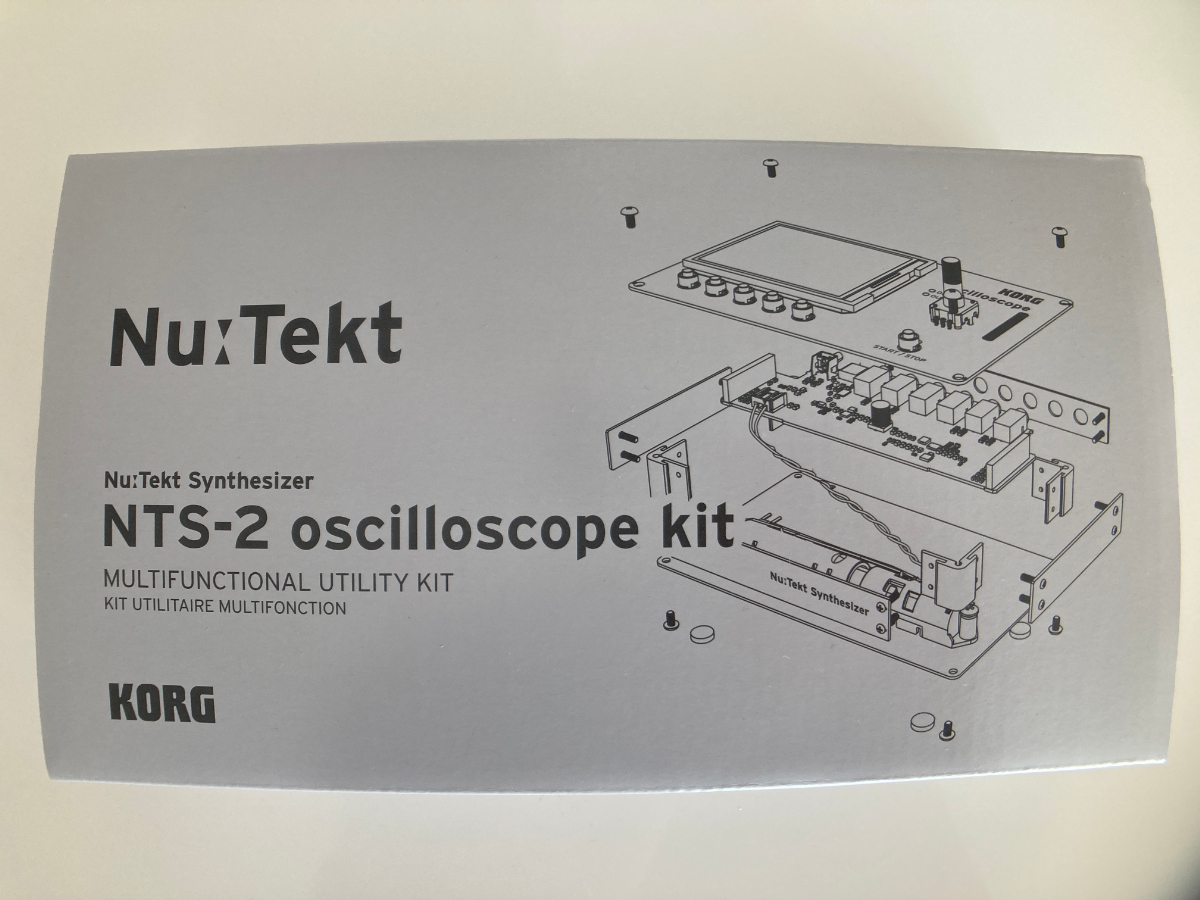 Nu:Tekt
Nu:Tekt Synthesizer
NTS-2 oscilloscope kit
MULTIFUNCTIONAL UTILITY KIT
KIT UTILITAIRE MULTIFONCTION
KORG
KORG
oscilloscope
START / STOP
Nu:Tekt Synthesizer